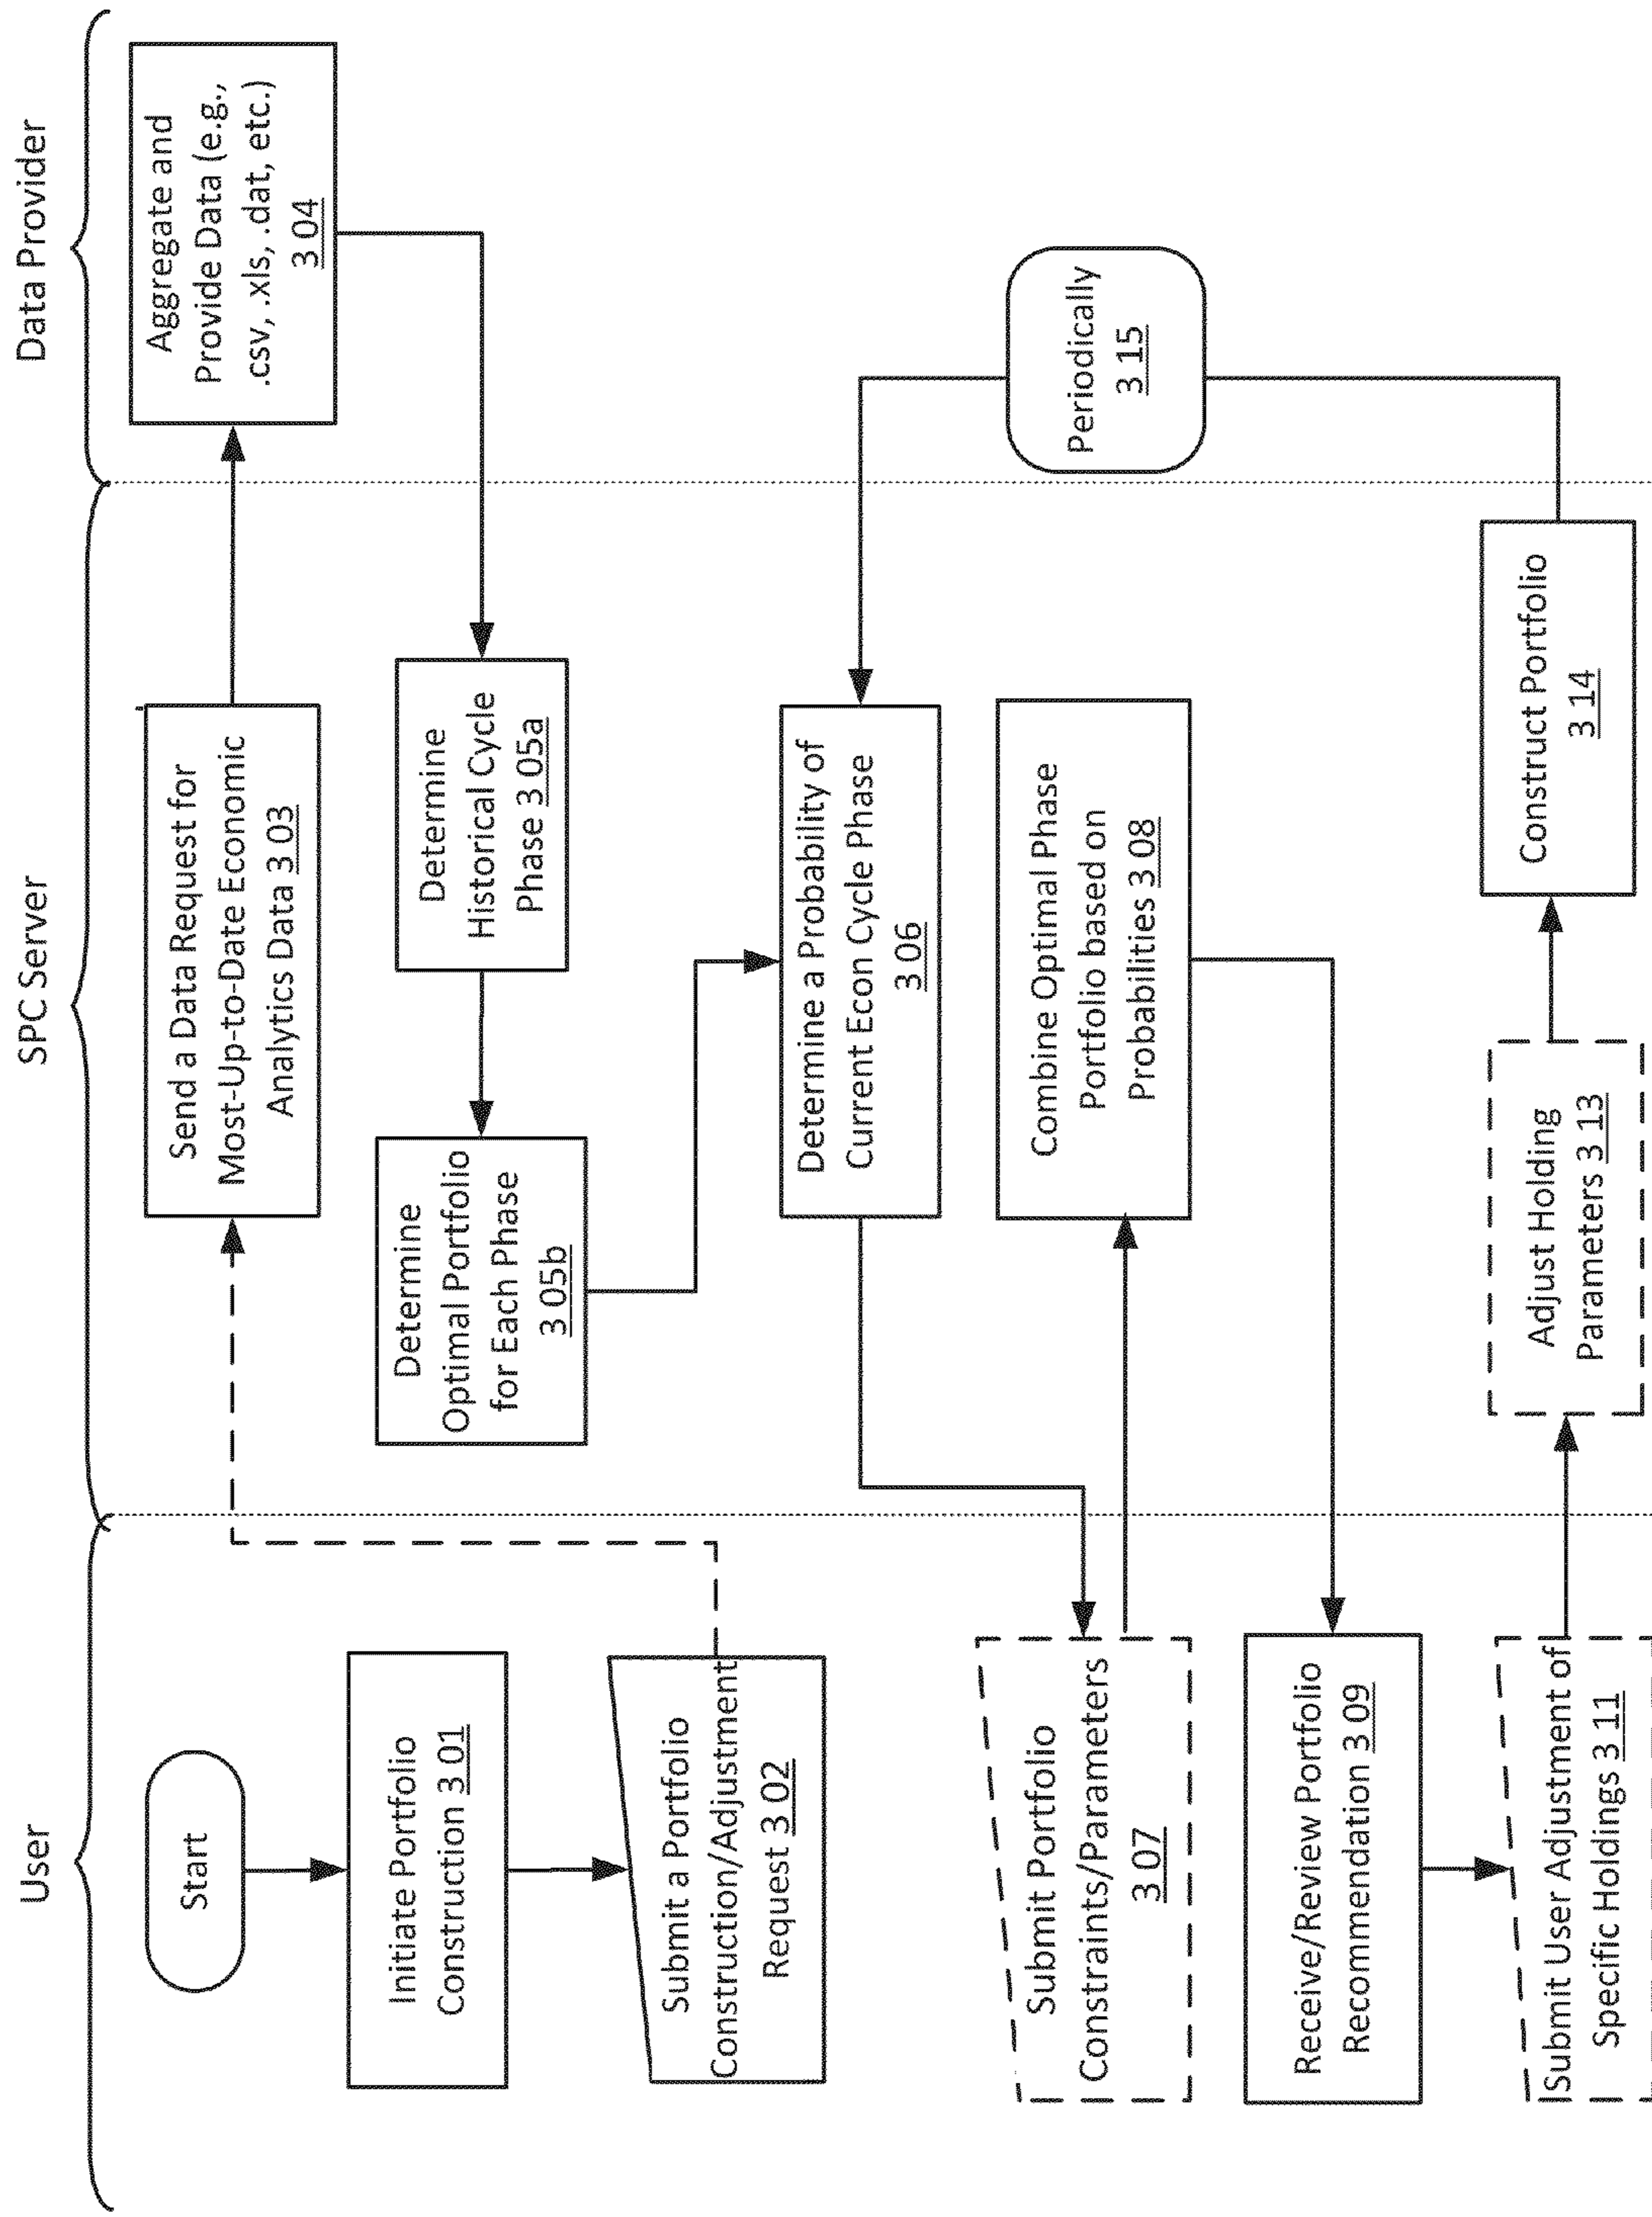 User
SPC Server
Data Provider
Start
Initiate Portfolio
Construction 3 01
Submit a Portfolio
Construction/Adjustment
Request 3 02
Send a Data Request for
Most-Up-to-Date Economic
Analytics Data 3 03
Aggregate and
Provide Data (e.g.,
.csv, .xls, .dat, etc.)
3 04
Determine
Historical Cycle
Phase 3 05a
Determine
Optimal Portfolio
for Each Phase
3 05b
Determine a Probability of
Current Econ Cycle Phase
3 06
Submit Portfolio
Constraints/Parameters
3 07
Combine Optimal Phase
Portfolio based on
Probabilities 3 08
Receive/Review Portfolio
Recommendation 3 09
Submit User Adjustment of
Specific Holdings 3 11
Adjust Holding
Parameters 3 13
Construct Portfolio
3 14
Periodically
3 15